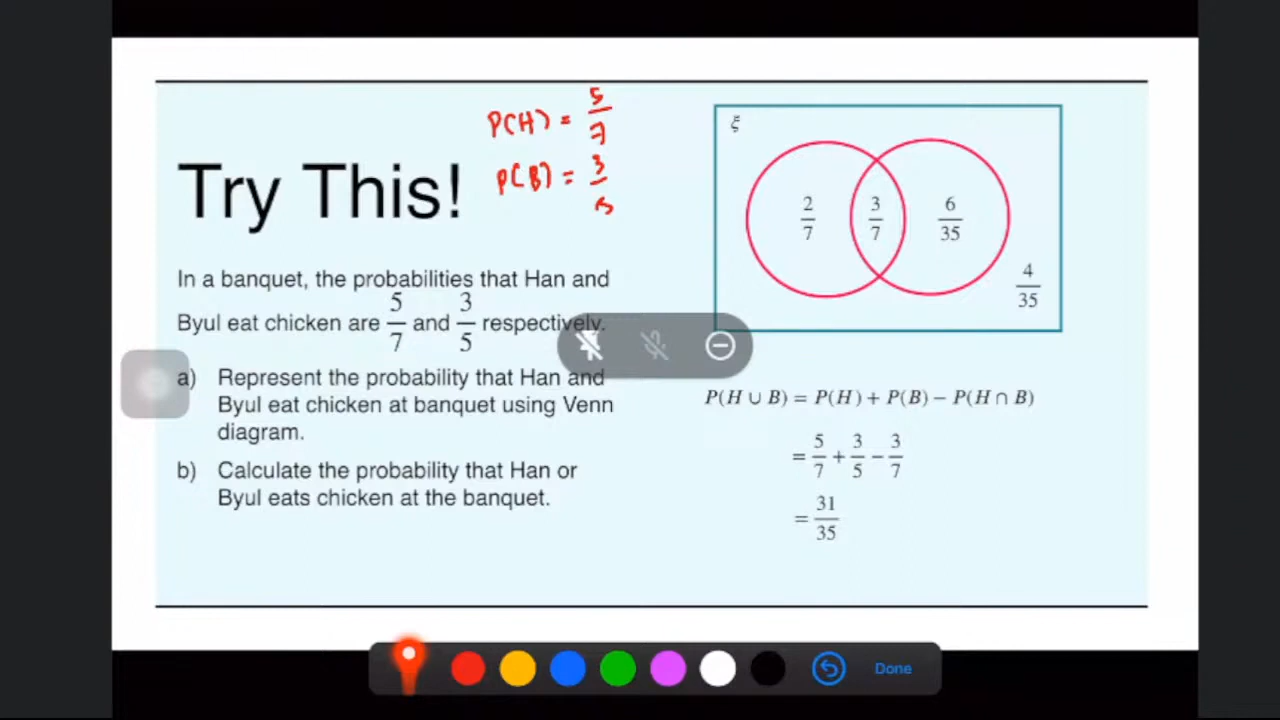 P(H) = 5/7
P(B) = 3/5
Try This!
In a banquet, the probabilities that Han and
Byul eat chicken are 5/7 and 3/5 respectively.
a) Represent the probability that Han and
Byul eat chicken at banquet using Venn
diagram.
b) Calculate the probability that Han or
Byul eats chicken at the banquet.
ξ
2/7 3/7 6/35
4/35
P(H ∪ B) = P(H) + P(B) − P(H ∩ B)
= 5/7 + 3/5 − 3/7
= 31/35
Done